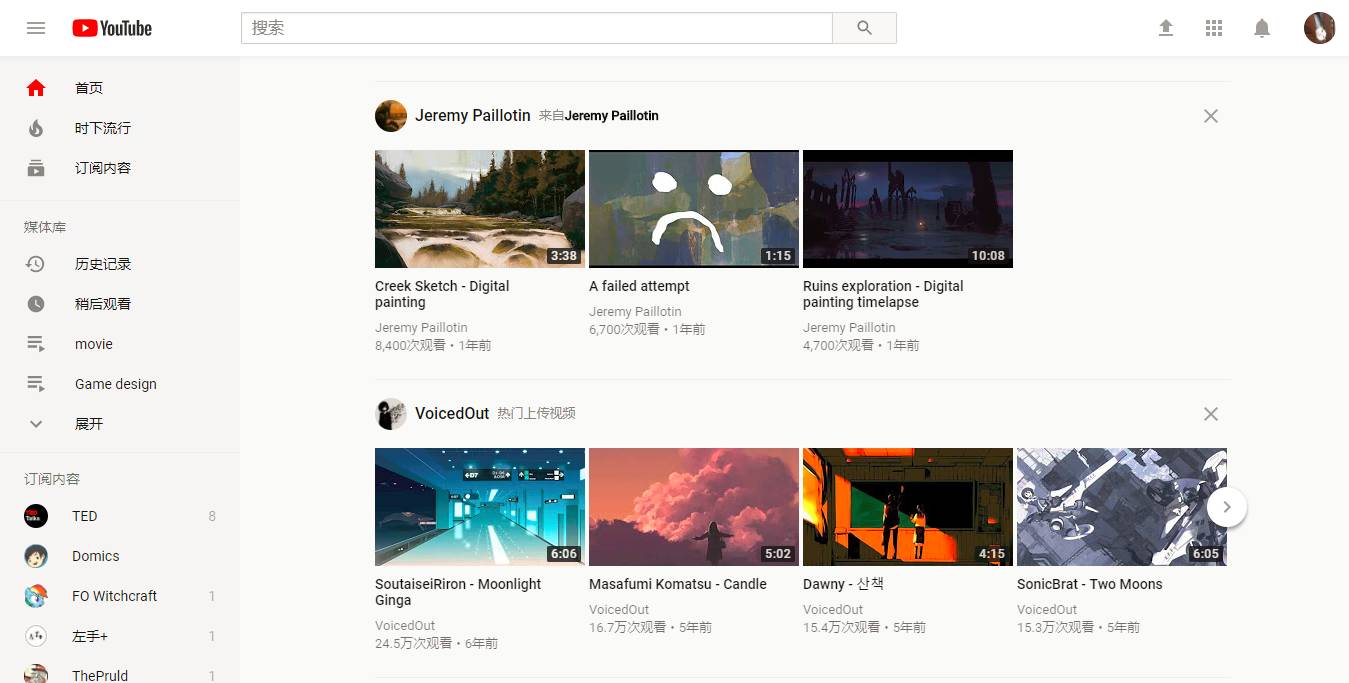 YouTube
搜索
首页
时下流行
订阅内容
媒体库
历史记录
稍后观看
movie
Game design
展开
订阅内容
TED 8
Domics
FO Witchcraft 1
左手+ 1
ThePruld 1
Jeremy Paillotin 来自Jeremy Paillotin
3:38
1:15
10:08
Creek Sketch - Digital
painting
Jeremy Paillotin
8,400次观看 • 1年前
A failed attempt
Jeremy Paillotin
6,700次观看 • 1年前
Ruins exploration - Digital
painting timelapse
Jeremy Paillotin
4,700次观看 • 1年前
VoicedOut 热门上传视频
6:06
5:02
4:15
6:05
SoutaiseiRiron - Moonlight
Ginga
VoicedOut
24.5万次观看 • 6年前
Masafumi Komatsu - Candle
VoicedOut
16.7万次观看 • 5年前
Dawny - 산책
VoicedOut
15.4万次观看 • 5年前
SonicBrat - Two Moons
VoicedOut
15.3万次观看 • 5年前